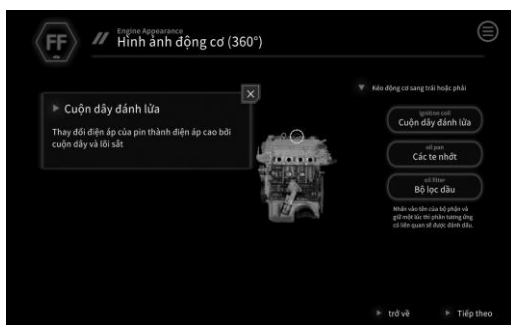 FF
Engine Appearance
Hình ảnh động cơ (360°)
▼ Kéo động cơ sang trái hoặc phải
▶ Cuộn dây đánh lửa
Thay đổi điện áp của pin thành điện áp cao bởi
cuộn dây và lõi sắt
ignition coil
Cuộn dây đánh lửa
oil pan
Các te nhớt
oil filter
Bộ lọc dầu
Nhấn vào tên của bộ phận và
giữ một lúc thì phần tương ứng
có liên quan sẽ được đánh dấu.
▶ trở về ▶ Tiếp theo